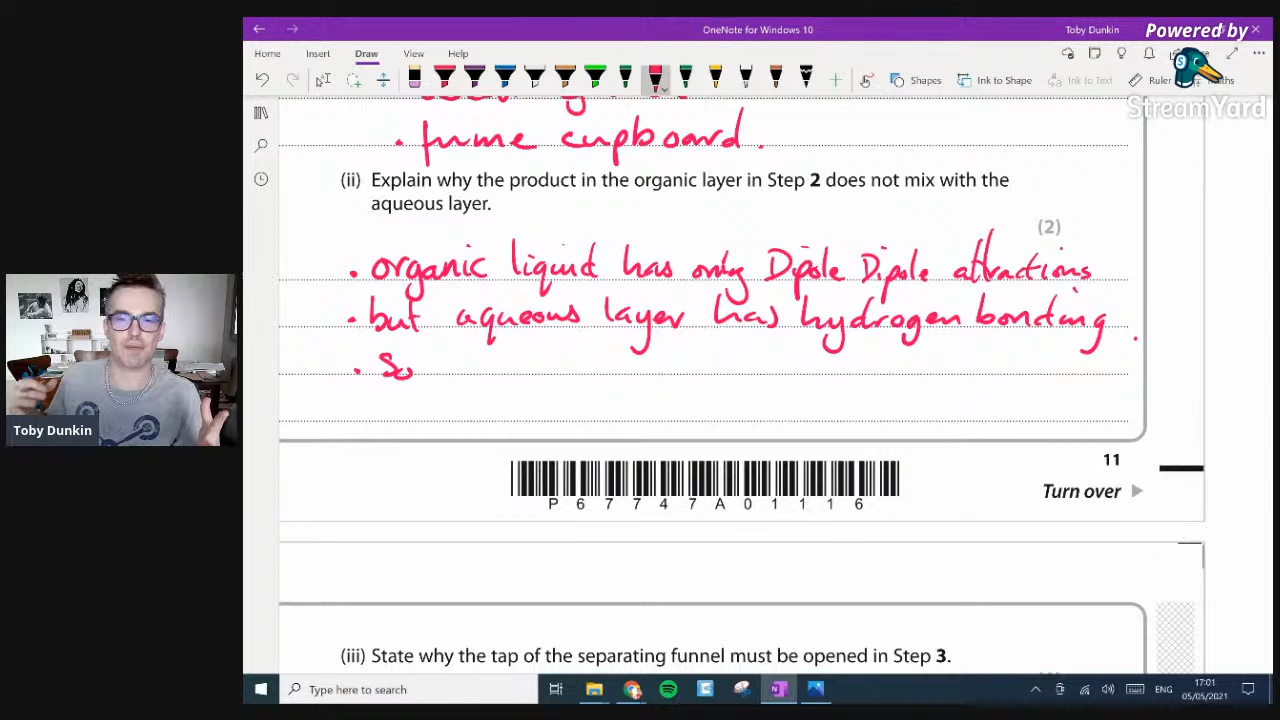 OneNote for Windows 10
Toby Dunkin
Powered by
StreamYard
Home Insert Draw View Help
Shapes Ink to Shape Ink to Text Ruler Maths
. fume cupboard .
(ii) Explain why the product in the organic layer in Step 2 does not mix with the
aqueous layer.
(2)
. organic liquid has only Dipole Dipole attractions
. but aqueous layer has hydrogen bonding .
. So
Toby Dunkin
11
P 6 7 7 4 7 A 0 1 1 1 6
Turn over
(iii) State why the tap of the separating funnel must be opened in Step 3.
Type here to search
ENG
17:01
05/05/2021